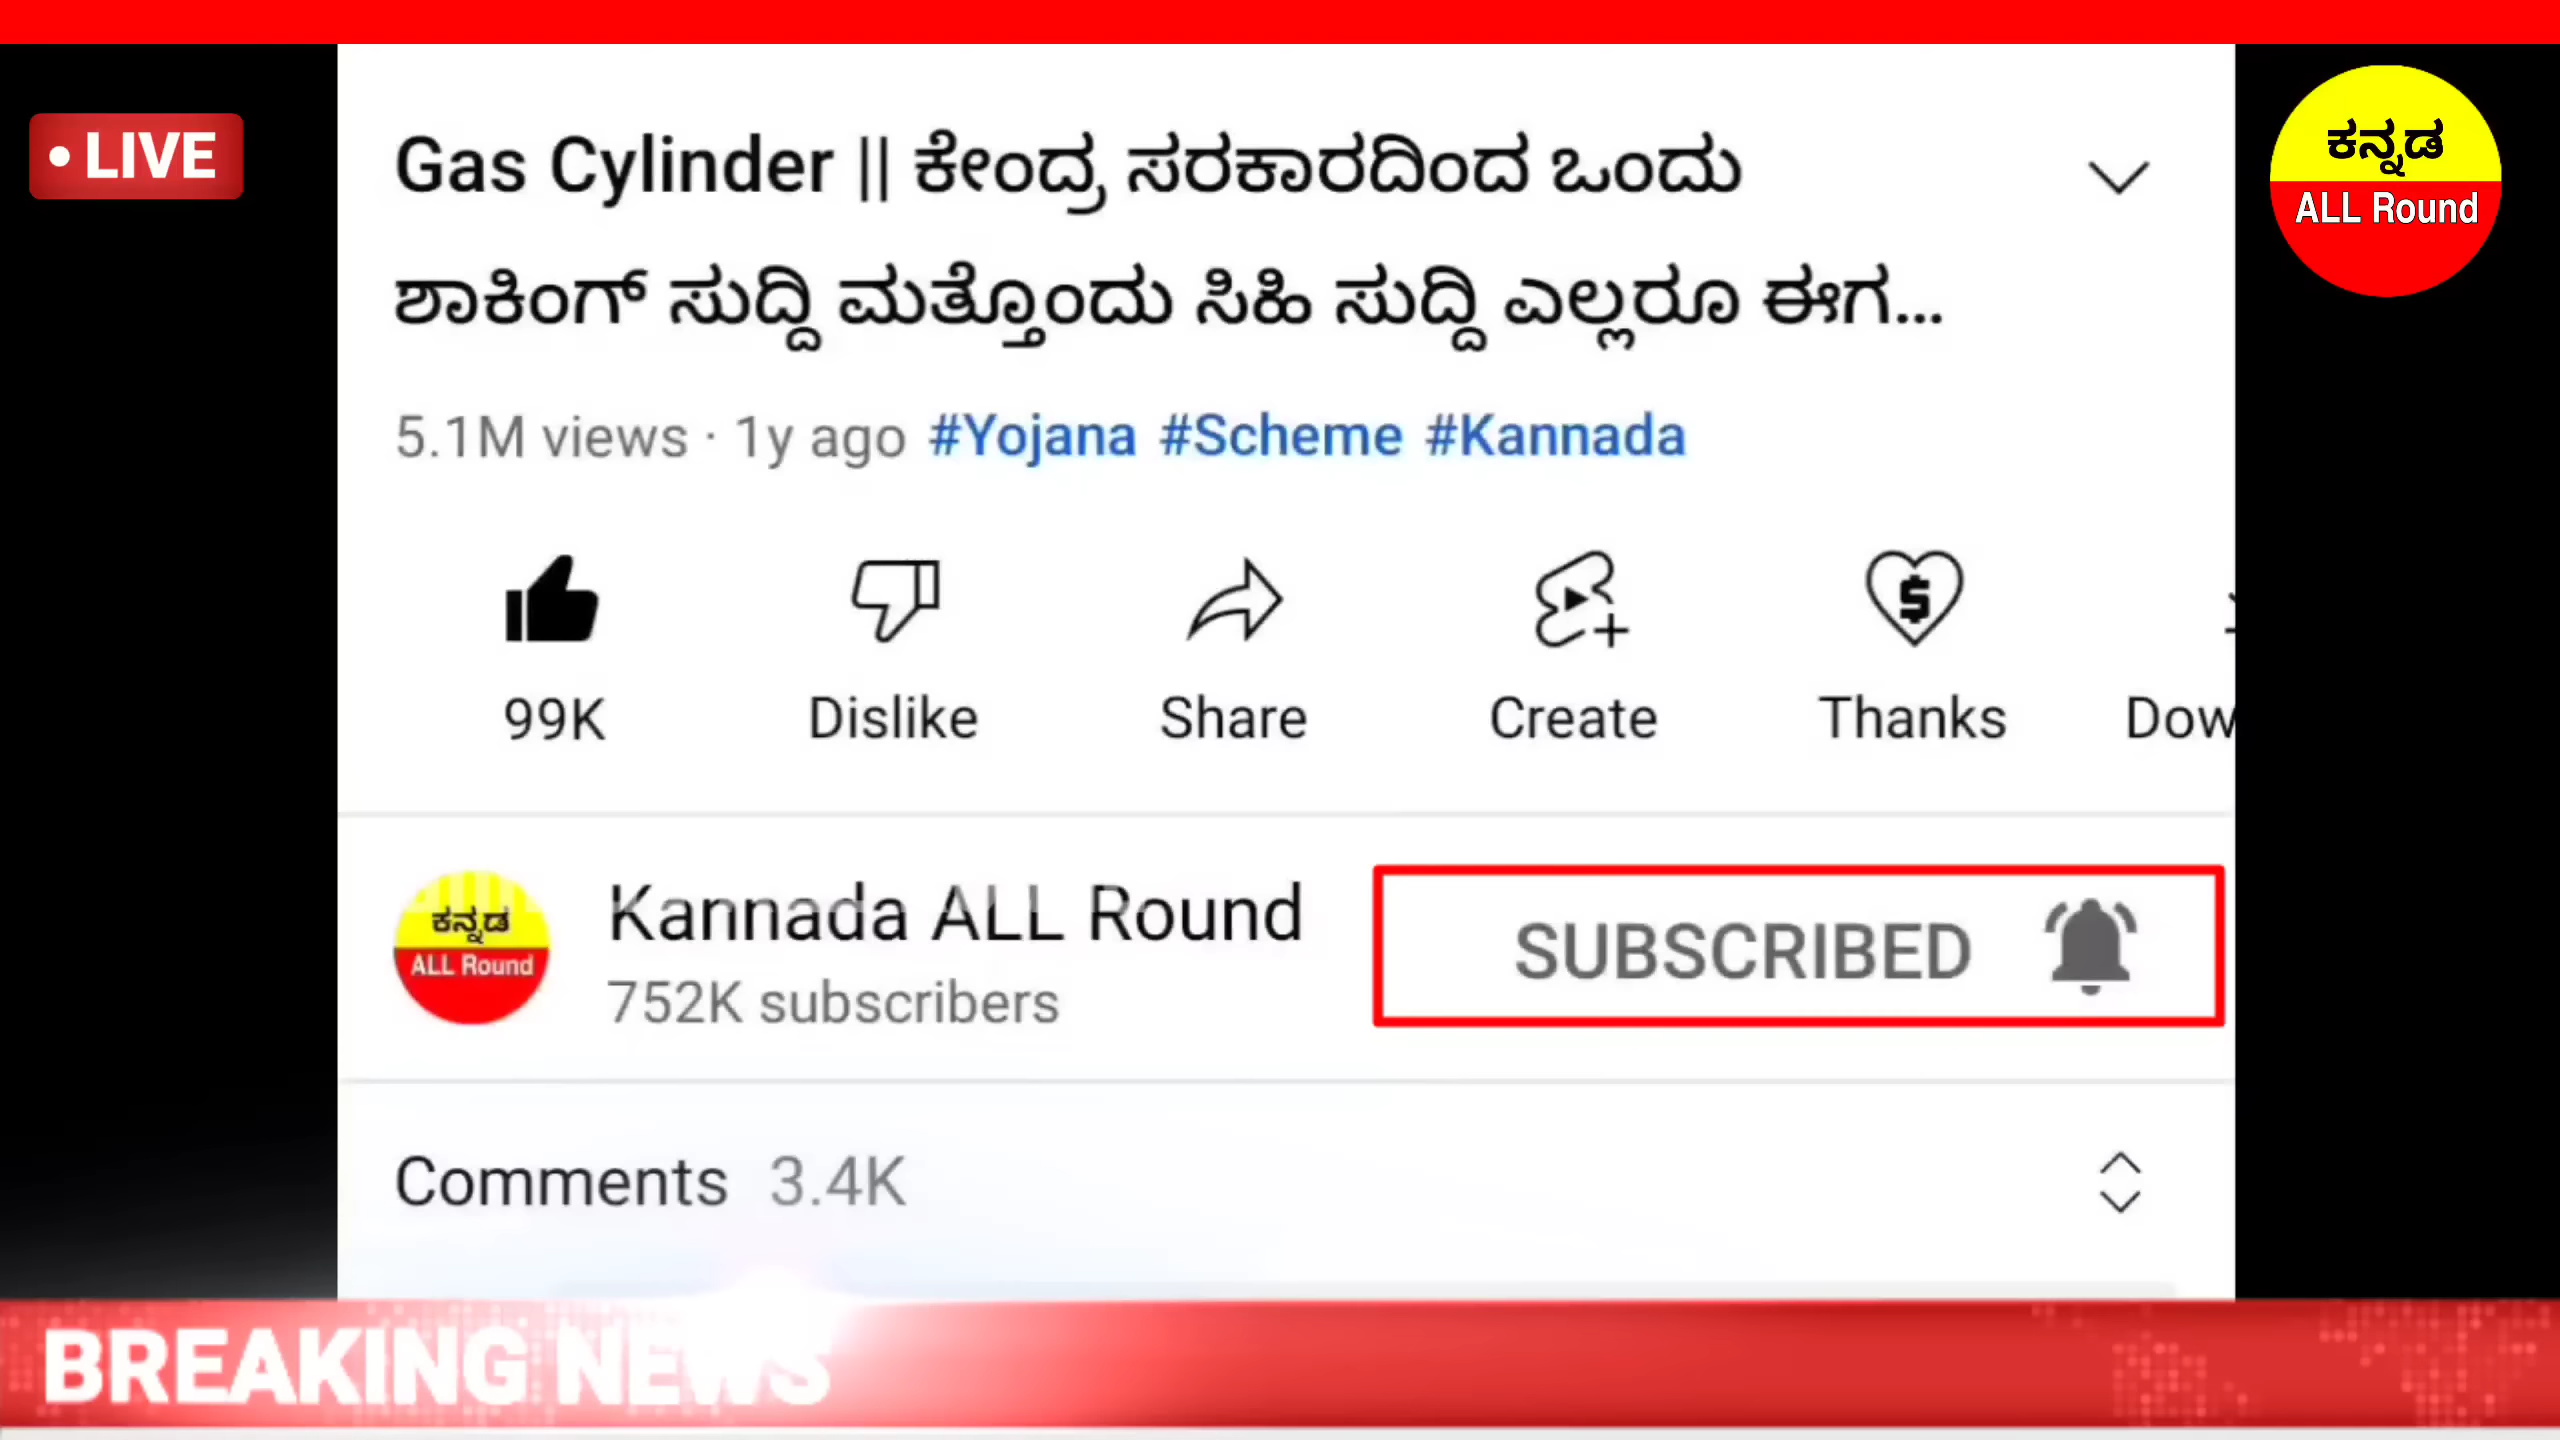 LIVE
ಕನ್ನಡ
ALL Round
Gas Cylinder || ಕೇಂದ್ರ ಸರಕಾರದಿಂದ ಒಂದು
ಶಾಕಿಂಗ್ ಸುದ್ದಿ ಮತ್ತೊಂದು ಸಿಹಿ ಸುದ್ದಿ ಎಲ್ಲರೂ ಈಗ...
5.1M views · 1y ago #Yojana #Scheme #Kannada
99K Dislike Share Create Thanks Dow
ಕನ್ನಡ
ALL Round
Kannada ALL Round
752K subscribers
SUBSCRIBED
Comments 3.4K
BREAKING NEWS